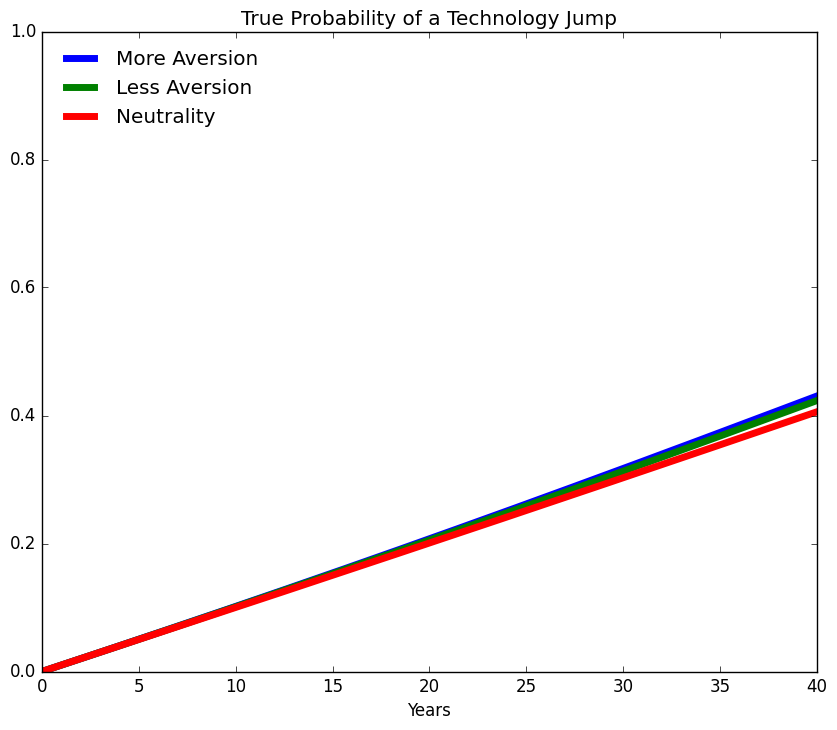 True Probability of a Technology Jump
1.0
More Aversion
Less Aversion
Neutrality
0.8
0.6
0.4
0.2
0.0
0 5 10 15 20 25 30 35 40
Years